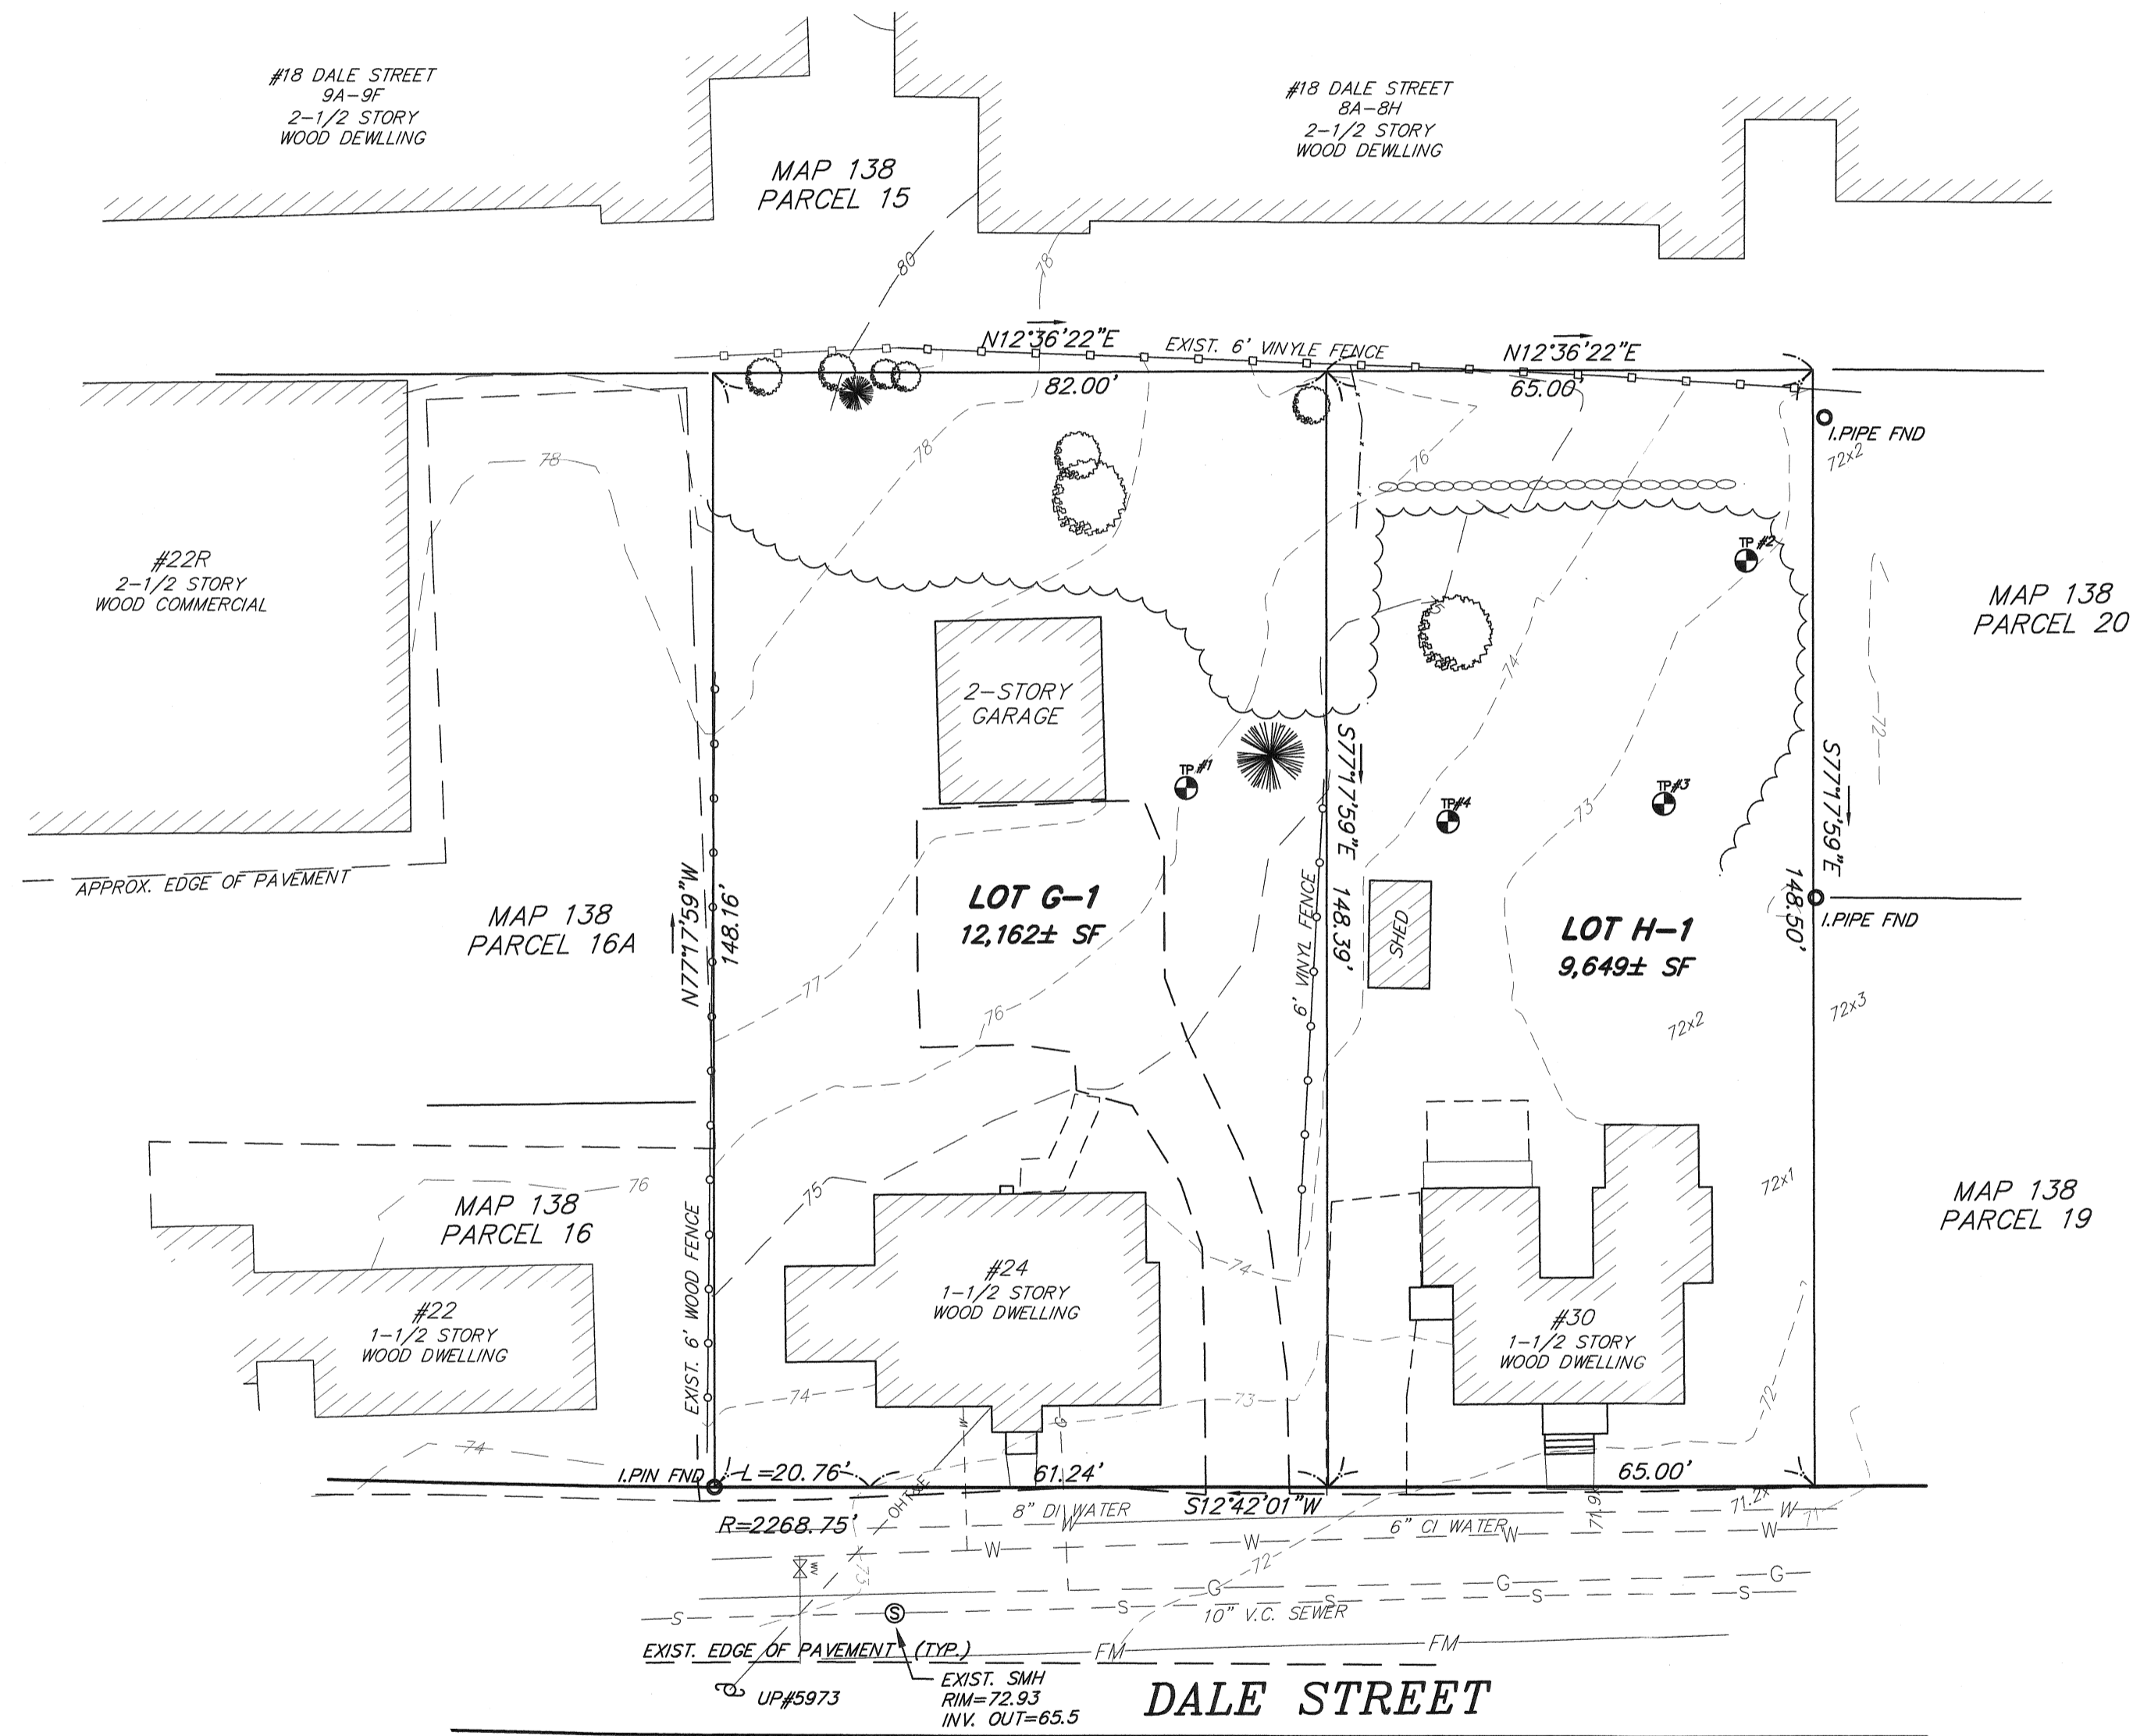 #18 DALE STREET
9A-9F
2-1/2 STORY
WOOD DEWLLING
#18 DALE STREET
8A-8H
2-1/2 STORY
WOOD DEWLLING
MAP 138
PARCEL 15
80
78
N12°36'22"E
EXIST. 6' VINYLE FENCE
N12°36'22"E
82.00'
65.00'
I.PIPE FND
72x2
78
78
76
TP #2
#22R
2-1/2 STORY
WOOD COMMERCIAL
MAP 138
PARCEL 20
74
72
2-STORY
GARAGE
TP #1
TP#4
TP#3
73
S77°17'59"E
148.39'
S77°17'59"E
148.50'
APPROX. EDGE OF PAVEMENT
N77°17'59"W
148.16'
MAP 138
PARCEL 16A
LOT G-1
12,162± SF
6' VINYL FENCE
SHED
LOT H-1
9,649± SF
I.PIPE FND
77
76
72x2
72x3
75
76
MAP 138
PARCEL 16
72x1
MAP 138
PARCEL 19
EXIST. 6' WOOD FENCE
#24
1-1/2 STORY
WOOD DWELLING
74
#22
1-1/2 STORY
WOOD DWELLING
#30
1-1/2 STORY
WOOD DWELLING
74
73
72
W
G
74
I.PIN FND
L=20.76'
61.24'
65.00'
S12°42'01"W
R=2268.75'
OHT&E
8" DI WATER
W
6" CI WATER
W
71.9
71.2x
W
71
W
W
W
WV
73
72
G
G
G
S
S
S
S
S
10" V.C. SEWER
S
EXIST. EDGE OF PAVEMENT (TYP.)
FM
FM
UP#5973
EXIST. SMH
RIM=72.93
INV. OUT=65.5
DALE STREET